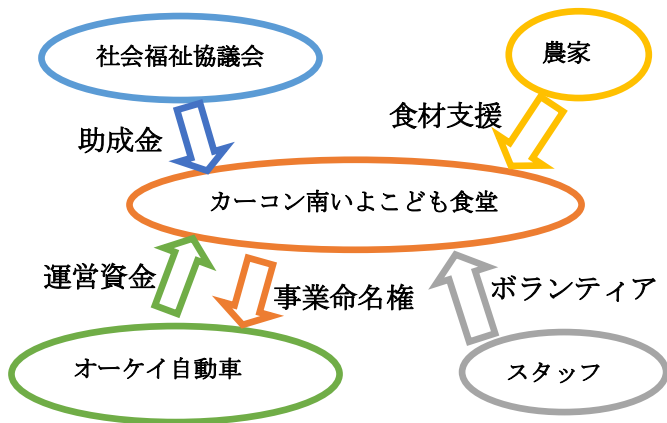 社会福祉協議会
農家
食材支援
助成金
カーコン南いよこども食堂
運営資金
事業命名権
ボランティア
オーケイ自動車
スタッフ